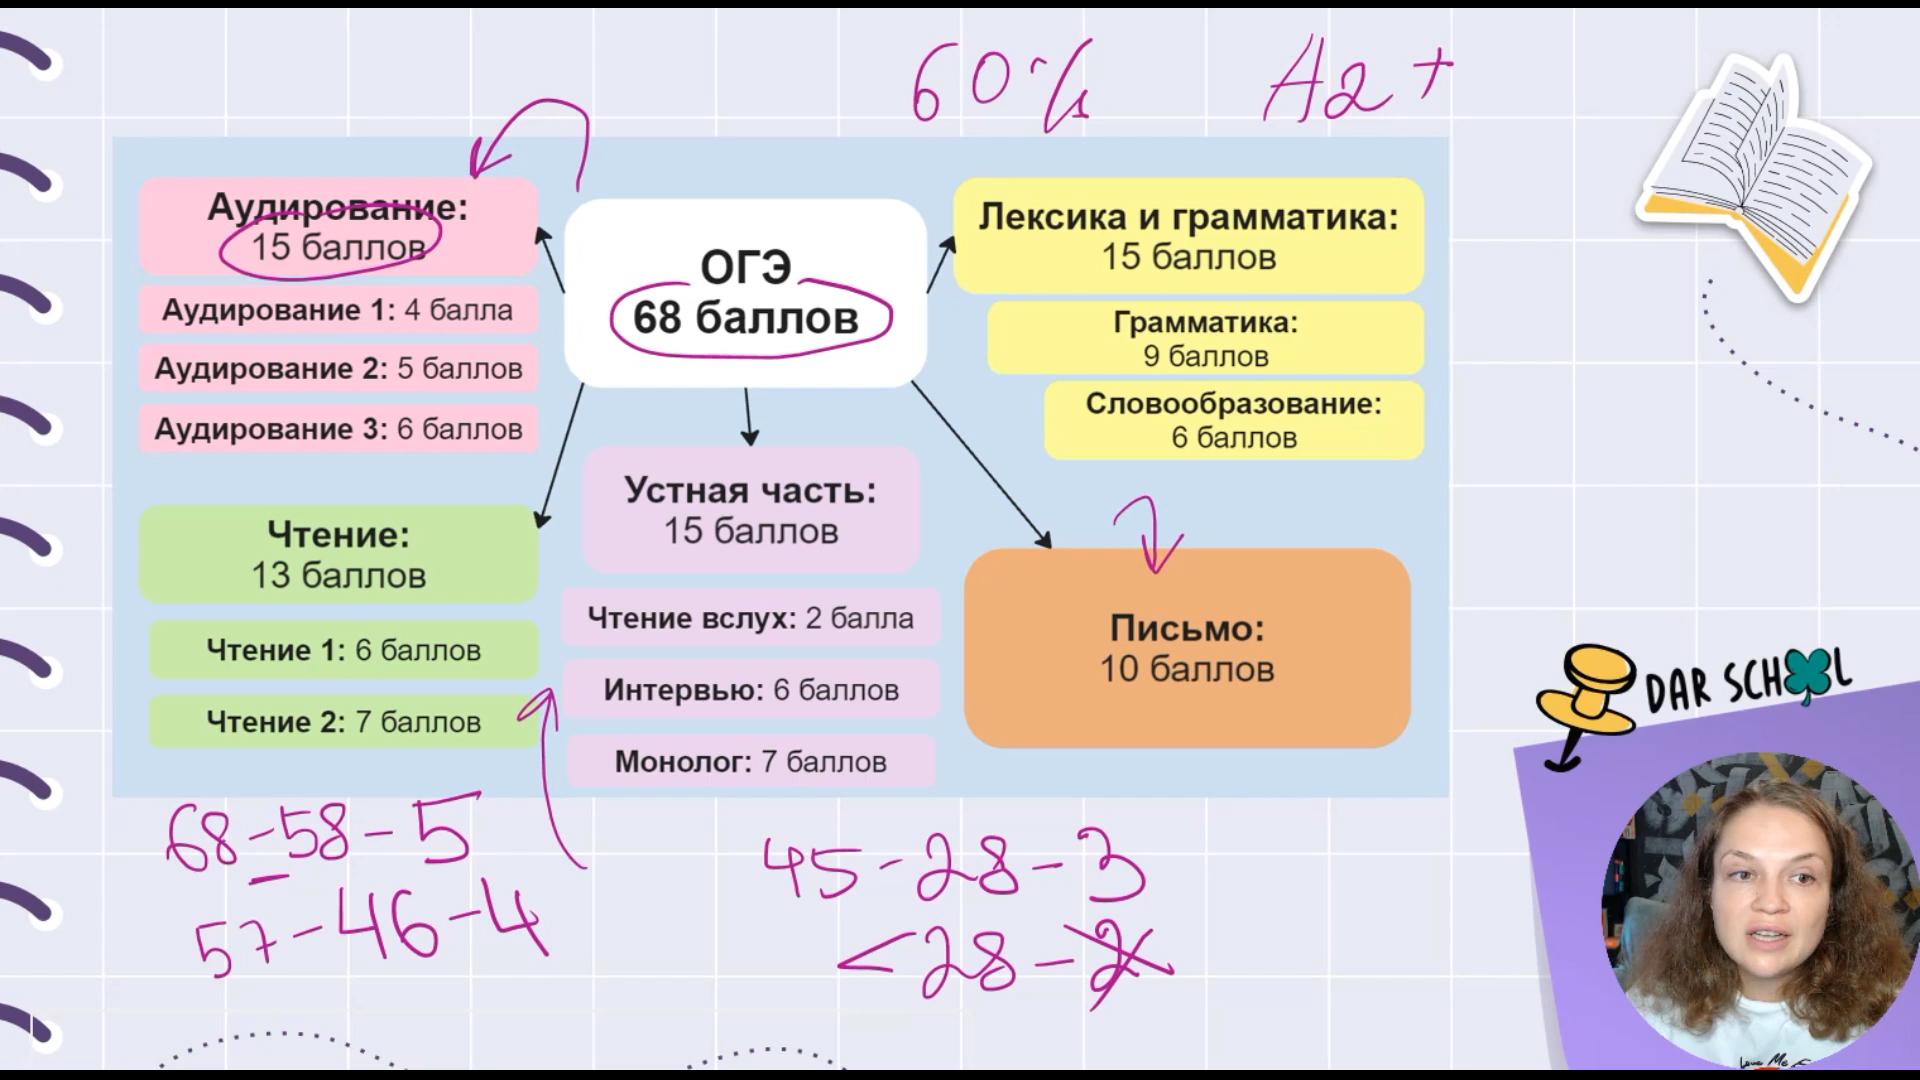 60% A2+
Аудирование:
15 баллов
Аудирование 1: 4 балла
Аудирование 2: 5 баллов
Аудирование 3: 6 баллов
ОГЭ
68 баллов
Лексика и грамматика:
15 баллов
Грамматика:
9 баллов
Словообразование:
6 баллов
Чтение:
13 баллов
Чтение 1: 6 баллов
Чтение 2: 7 баллов
Устная часть:
15 баллов
Чтение вслух: 2 балла
Интервью: 6 баллов
Монолог: 7 баллов
Письмо:
10 баллов
DAR SCHOOL
68-58-5
57-46-4
45-28-3
<28-2
Love Me